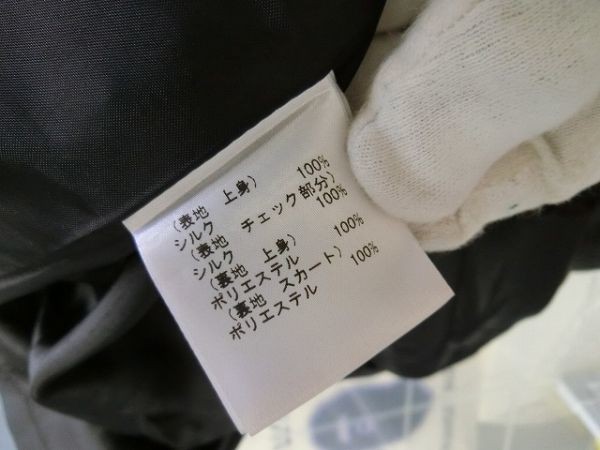 (表地 上身)
シルク 100%
(表地 チェック部分)
シルク 100%
(裏地 上身)
ポリエステル 100%
(裏地 スカート)
ポリエステル 100%